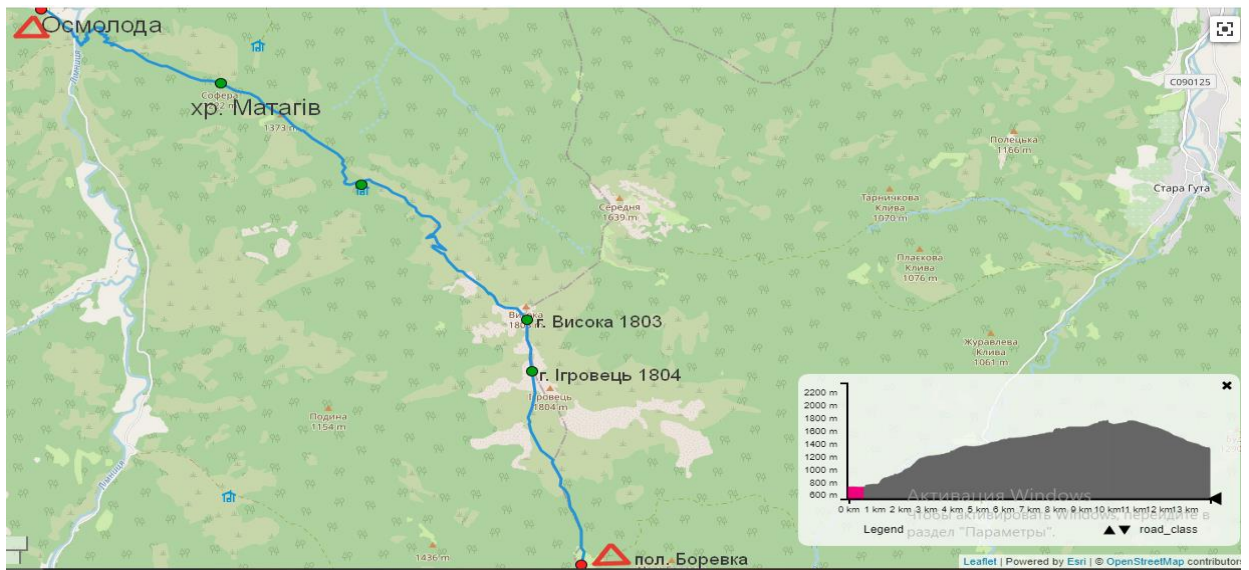 Осмолода
Лімниця
C090125
Софера
хр. Матагів
1373 m
Полецька
1166 m
Стара Гута
Тарничкова
Клива
1070 m
Середня
1639 m
Плаєкова
Клива
1076 m
Висока
г. Висока 1803
Журавлева
Клива
1061 m
г. Ігровець 1804
Ігровець
1804 m
Подина
1154 m
Лімниця
1436 m
пол. Боревка
2200 m
2000 m
1800 m
1600 m
1400 m
1200 m
1000 m
800 m
600 m
0 km 1 km 2 km 3 km 4 km 5 km 6 km 7 km 8 km 9 km 10 km 11 km 12 km 13 km
Legend
road_class
Активация Windows
Чтобы активировать Windows, перейдите в
раздел "Параметры".
Leaflet | Powered by Esri | © OpenStreetMap contributors